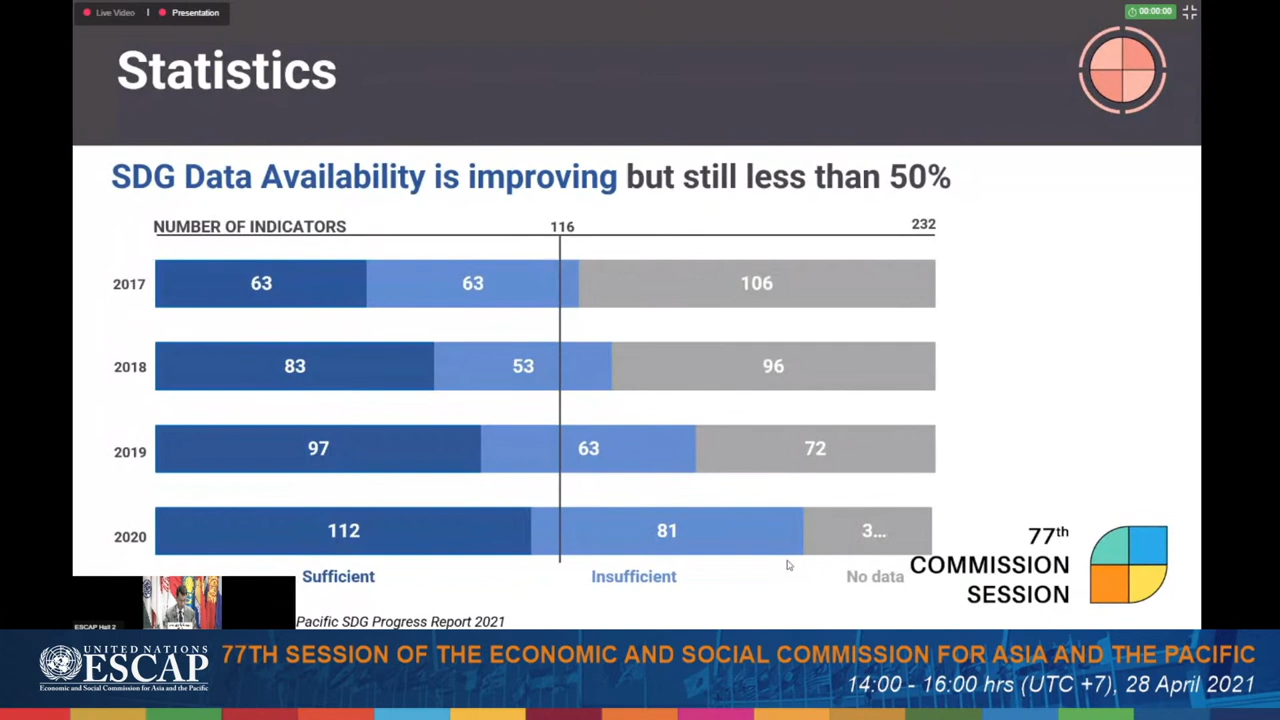 Live Video | Presentation
00:00:00
Statistics
SDG Data Availability is improving but still less than 50%
NUMBER OF INDICATORS 116 232
2017 63 63 106
2018 83 53 96
2019 97 63 72
2020 112 81 3...
Sufficient Insufficient No data
77th
COMMISSION
SESSION
ESCAP Hall 2
Pacific SDG Progress Report 2021
UNITED NATIONS
ESCAP
Economic and Social Commission for Asia and the Pacific
77TH SESSION OF THE ECONOMIC AND SOCIAL COMMISSION FOR ASIA AND THE PACIFIC
14:00 - 16:00 hrs (UTC +7), 28 April 2021